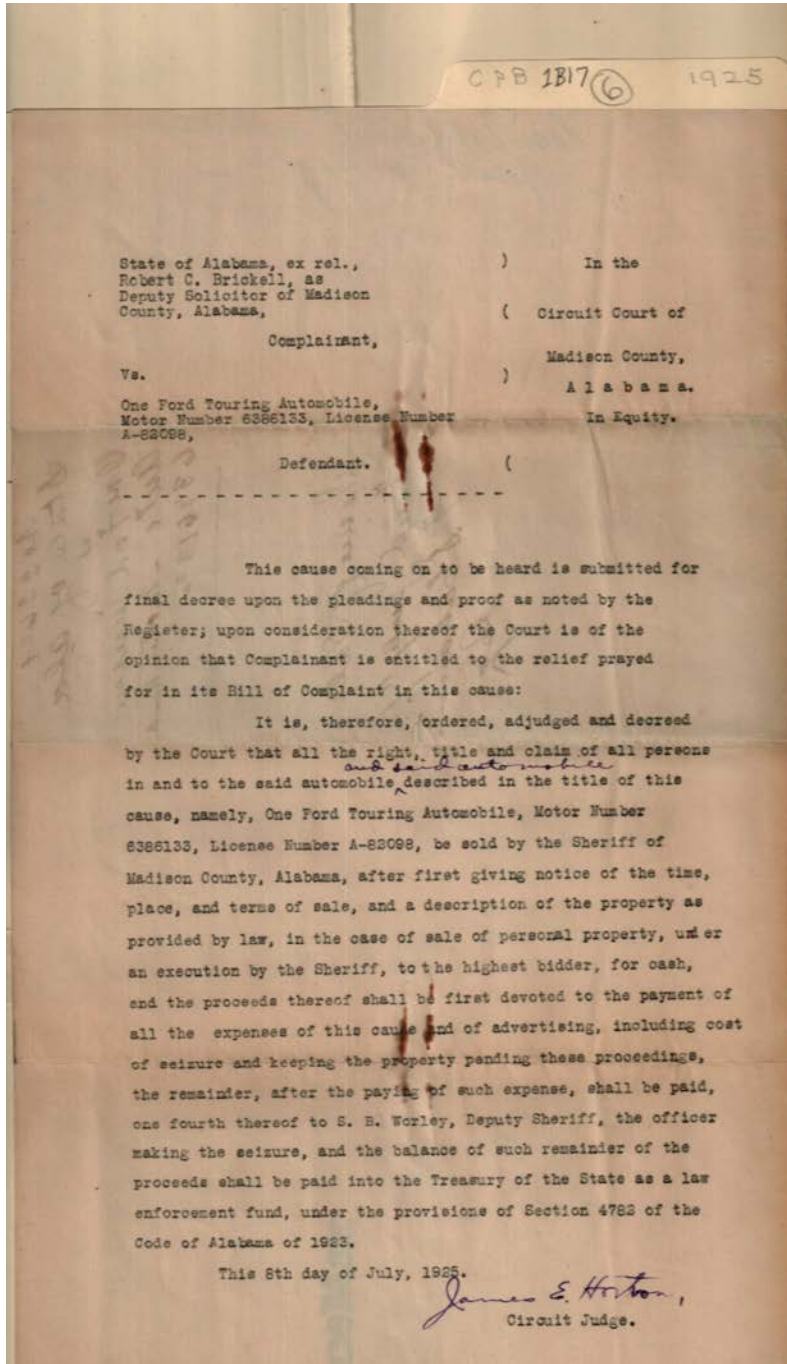 CPB 1B17 6 1925
State of Alabama, ex rel., ) In the
Robert C. Brickell, as
Deputy Solicitor of Madison
County, Alabama, ( Circuit Court of
Complainant,
Madison County,
Vs. )
A l a b a m a.
One Ford Touring Automobile,
Motor Number 6386133, License Number In Equity.
A-82098,
Defendant. (
This cause coming on to be heard is submitted for
final decree upon the pleadings and proof as noted by the
Register; upon consideration thereof the Court is of the
opinion that Complainant is entitled to the relief prayed
for in its Bill of Complaint in this cause:
It is, therefore, ordered, adjudged and decreed
by the Court that all the right, title and claim of all persons
and said automobile
in and to the said automobile described in the title of this
cause, namely, One Ford Touring Automobile, Motor Number
6386133, License Number A-82098, be sold by the Sheriff of
Madison County, Alabama, after first giving notice of the time,
place, and terms of sale, and a description of the property as
provided by law, in the case of sale of personal property, under
an execution by the Sheriff, to the highest bidder, for cash,
and the proceeds thereof shall be first devoted to the payment of
all the expenses of this cause and of advertising, including cost
of seizure and keeping the property pending these proceedings,
the remainder, after the paying of such expense, shall be paid,
one fourth thereof to S. B. Worley, Deputy Sheriff, the officer
making the seizure, and the balance of such remainder of the
proceeds shall be paid into the Treasury of the State as a law
enforcement fund, under the provisions of Section 4782 of the
Code of Alabama of 1923.
This 8th day of July, 1925.
James E. Horton,
Circuit Judge.